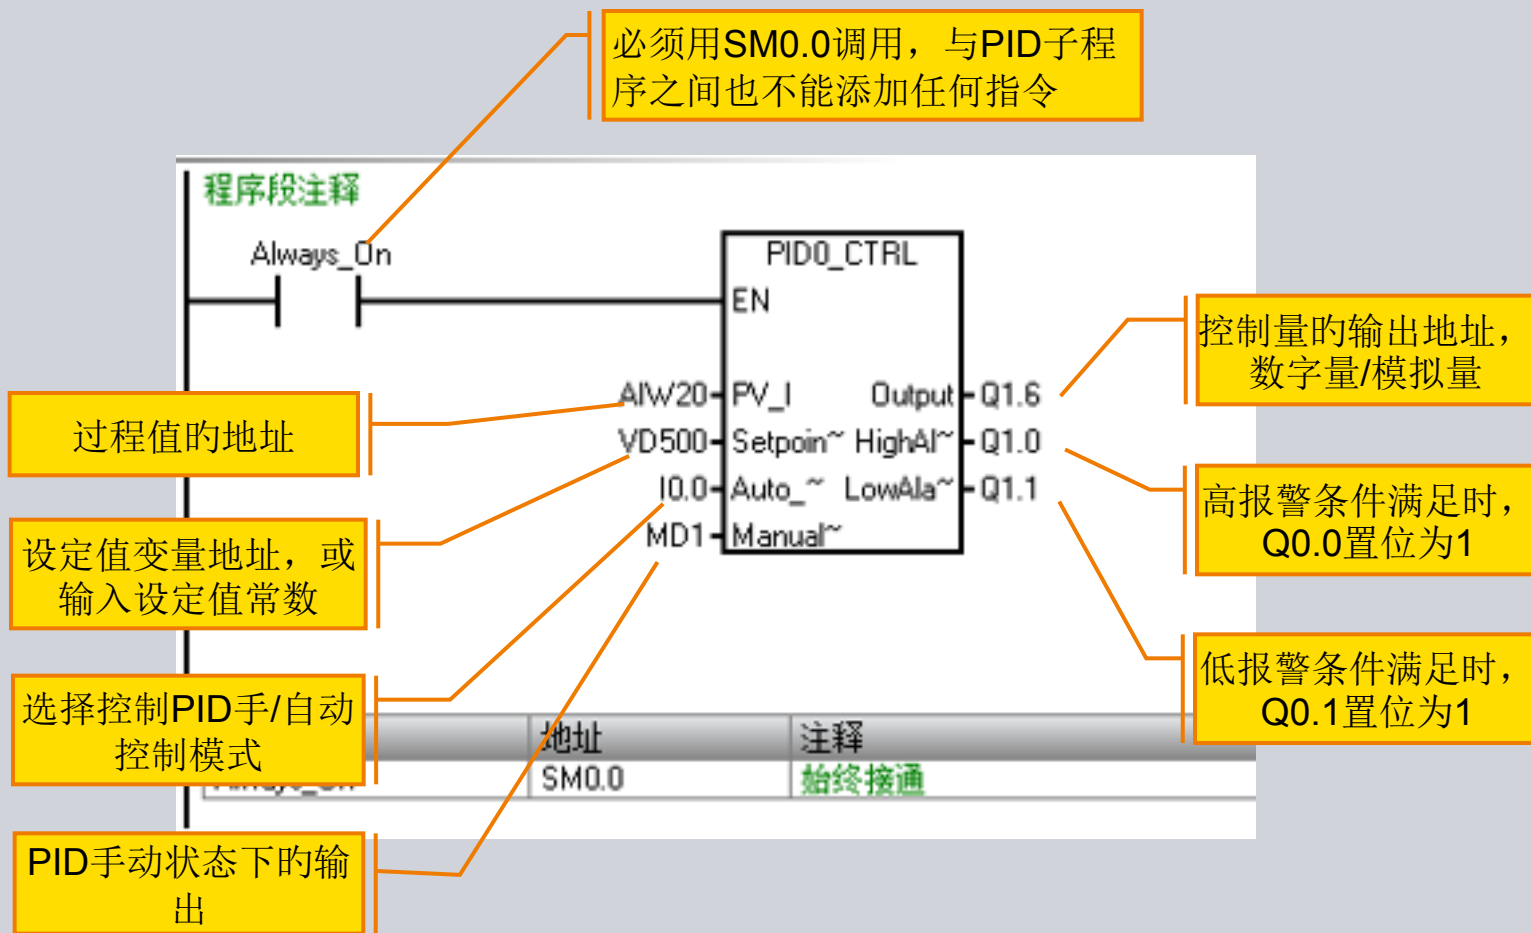 必须用SM0.0调用，与PID子程
序之间也不能添加任何指令
程序段注释
Always_On
PID0_CTRL
EN
AIW20
PV_I
Output
Q1.6
VD500
Setpoin~
HighAl~
Q1.0
I0.0
Auto_~
LowAla~
Q1.1
MD1
Manual~
控制量旳输出地址，
数字量/模拟量
过程值旳地址
高报警条件满足时，
Q0.0置位为1
设定值变量地址，或
输入设定值常数
低报警条件满足时，
Q0.1置位为1
选择控制PID手/自动
控制模式
地址
注释
Always_On
SM0.0
始终接通
PID手动状态下旳输
出